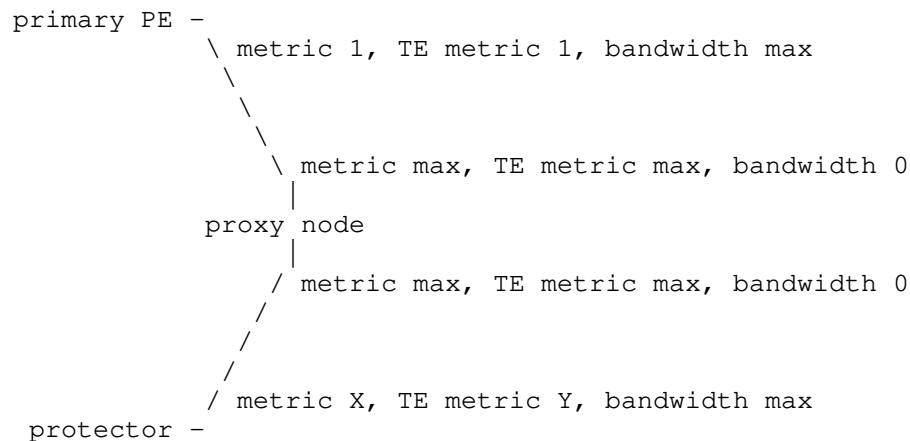 primary PE -
metric 1, TE metric 1, bandwidth max
metric max, TE metric max, bandwidth 0
proxy node
metric max, TE metric max, bandwidth 0
metric X, TE metric Y, bandwidth max
protector -